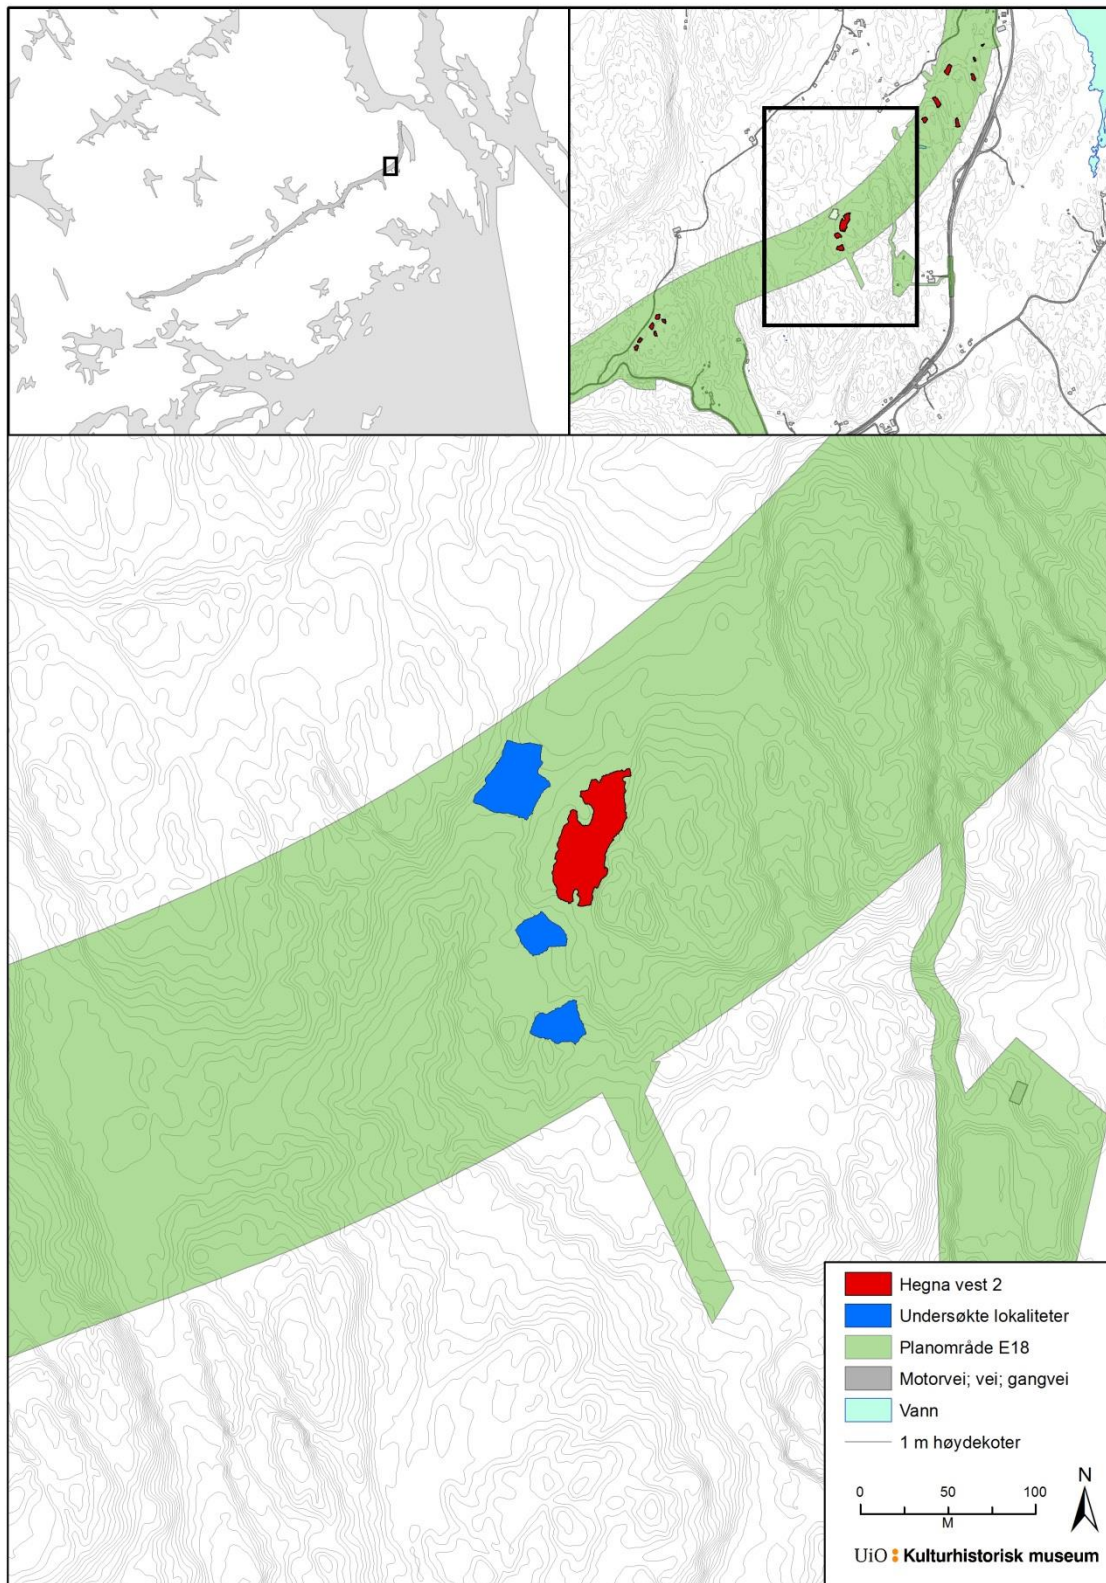 Hegna vest 2
Undersøkte lokaliteter
Planområde E18
Motorvei; vei; gangvei
Vann
1 m høydekoter
N
0 50 100
M
UiO Kulturhistorisk museum